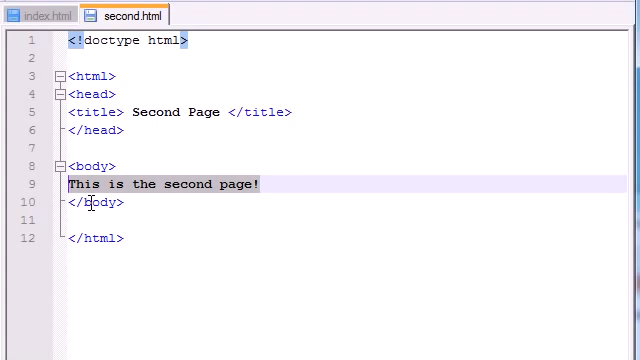 index.html second.html
1 <!doctype html>
2
3 <html>
4 <head>
5 <title> Second Page </title>
6 </head>
7
8 <body>
9 This is the second page!
10 </body>
11
12 </html>